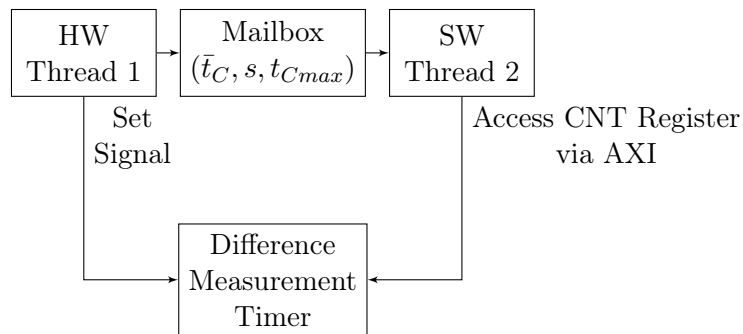 HW
Thread 1
Mailbox
(t̄_C, s, t_Cmax)
SW
Thread 2
Set
Signal
Access CNT Register
via AXI
Difference
Measurement
Timer